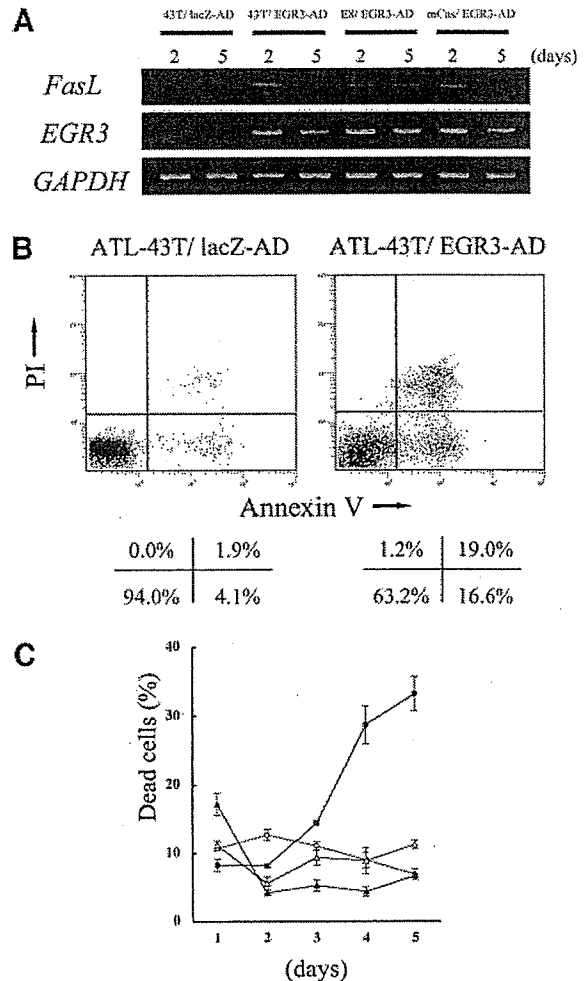 A
43T/ lacZ-AD 43T/ EGR3-AD E8/ EGR3-AD mCas/ EGR3-AD
2 5 2 5 2 5 2 5 (days)
FasL
EGR3
GAPDH
B
ATL-43T/ lacZ-AD ATL-43T/ EGR3-AD
PI
Annexin V
0.0% 1.9% 1.2% 19.0%
94.0% 4.1% 63.2% 16.6%
C
Dead cells (%)
40
30
20
10
0
1 2 3 4 5
(days)